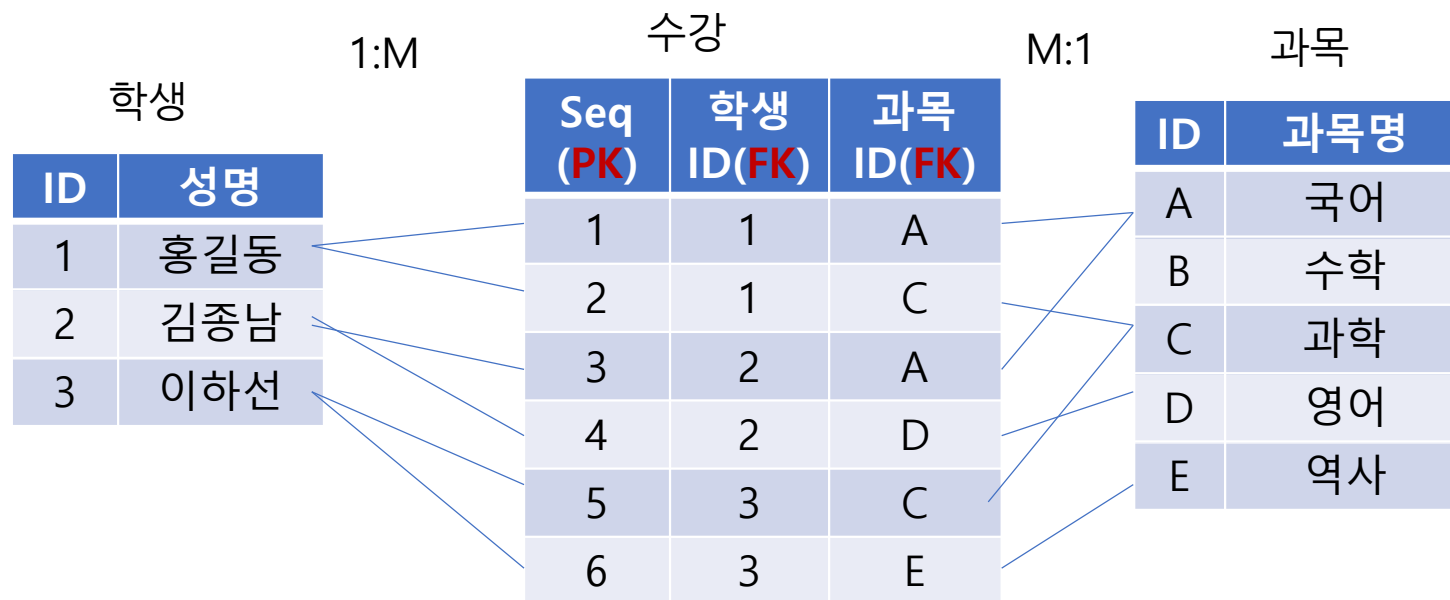 학생
ID 성명
1 홍길동
2 김종남
3 이하선
1:M
수강
Seq 학생 과목
(PK) ID(FK) ID(FK)
1 1 A
2 1 C
3 2 A
4 2 D
5 3 C
6 3 E
M:1
과목
ID 과목명
A 국어
B 수학
C 과학
D 영어
E 역사